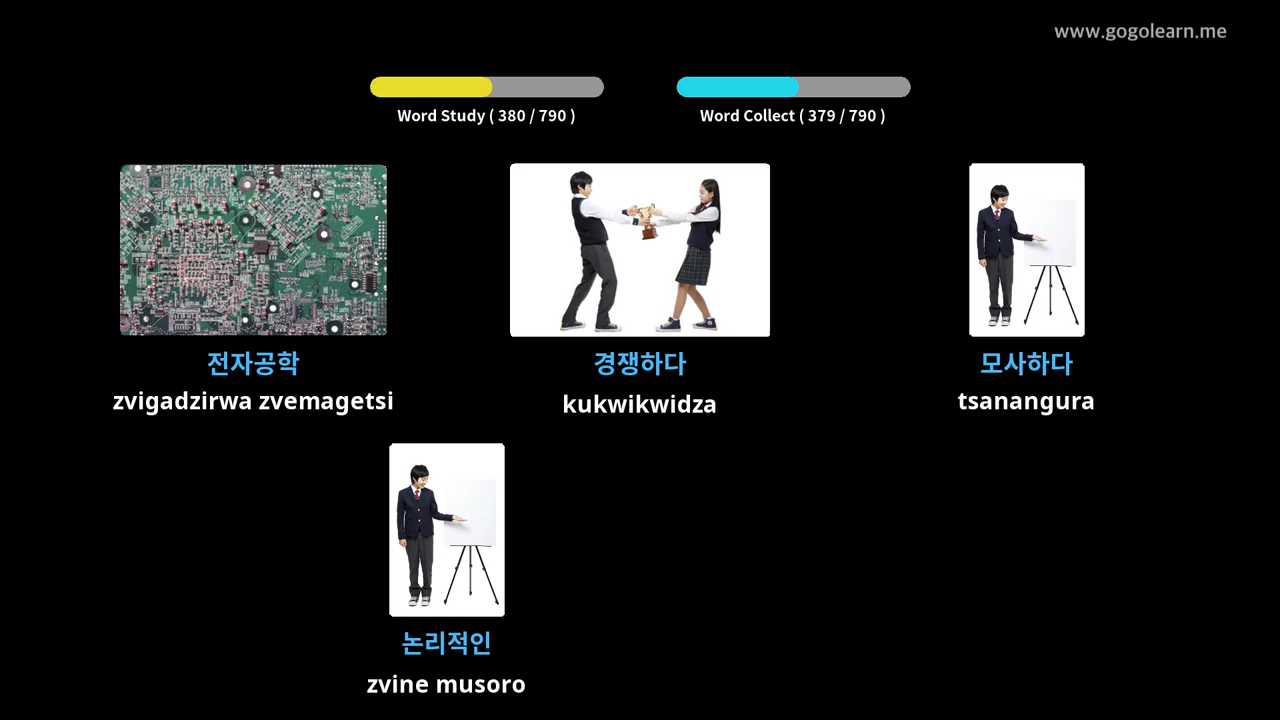 www.gogolearn.me
Word Study ( 380 / 790 )
Word Collect ( 379 / 790 )
전자공학
zvigadzirwa zvemagetsi
경쟁하다
kukwikwidza
모사하다
tsanangura
논리적인
zvine musoro